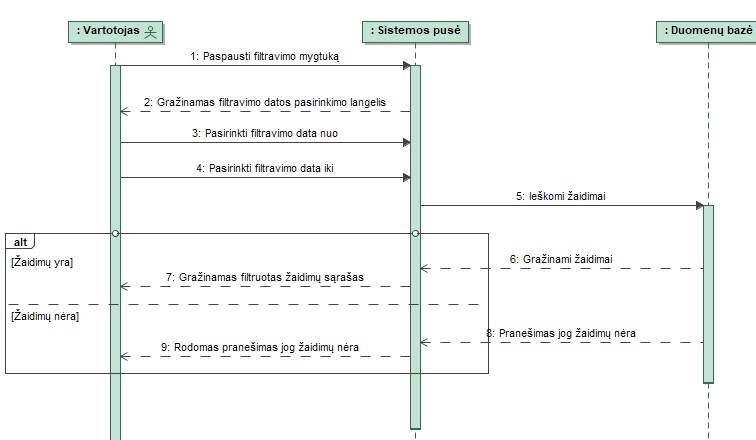 : Vartotojas
: Sistemos pusė
: Duomenų bazė
1: Paspausti filtravimo mygtuką
2: Gražinamas filtravimo datos pasirinkimo langelis
3: Pasirinkti filtravimo data nuo
4: Pasirinkti filtravimo data iki
5: Ieškomi žaidimai
alt
[Žaidimų yra]
6: Gražinami žaidimai
7: Gražinamas filtruotas žaidimų sąrašas
[Žaidimų nėra]
8: Pranešimas jog žaidimų nėra
9: Rodomas pranešimas jog žaidimų nėra